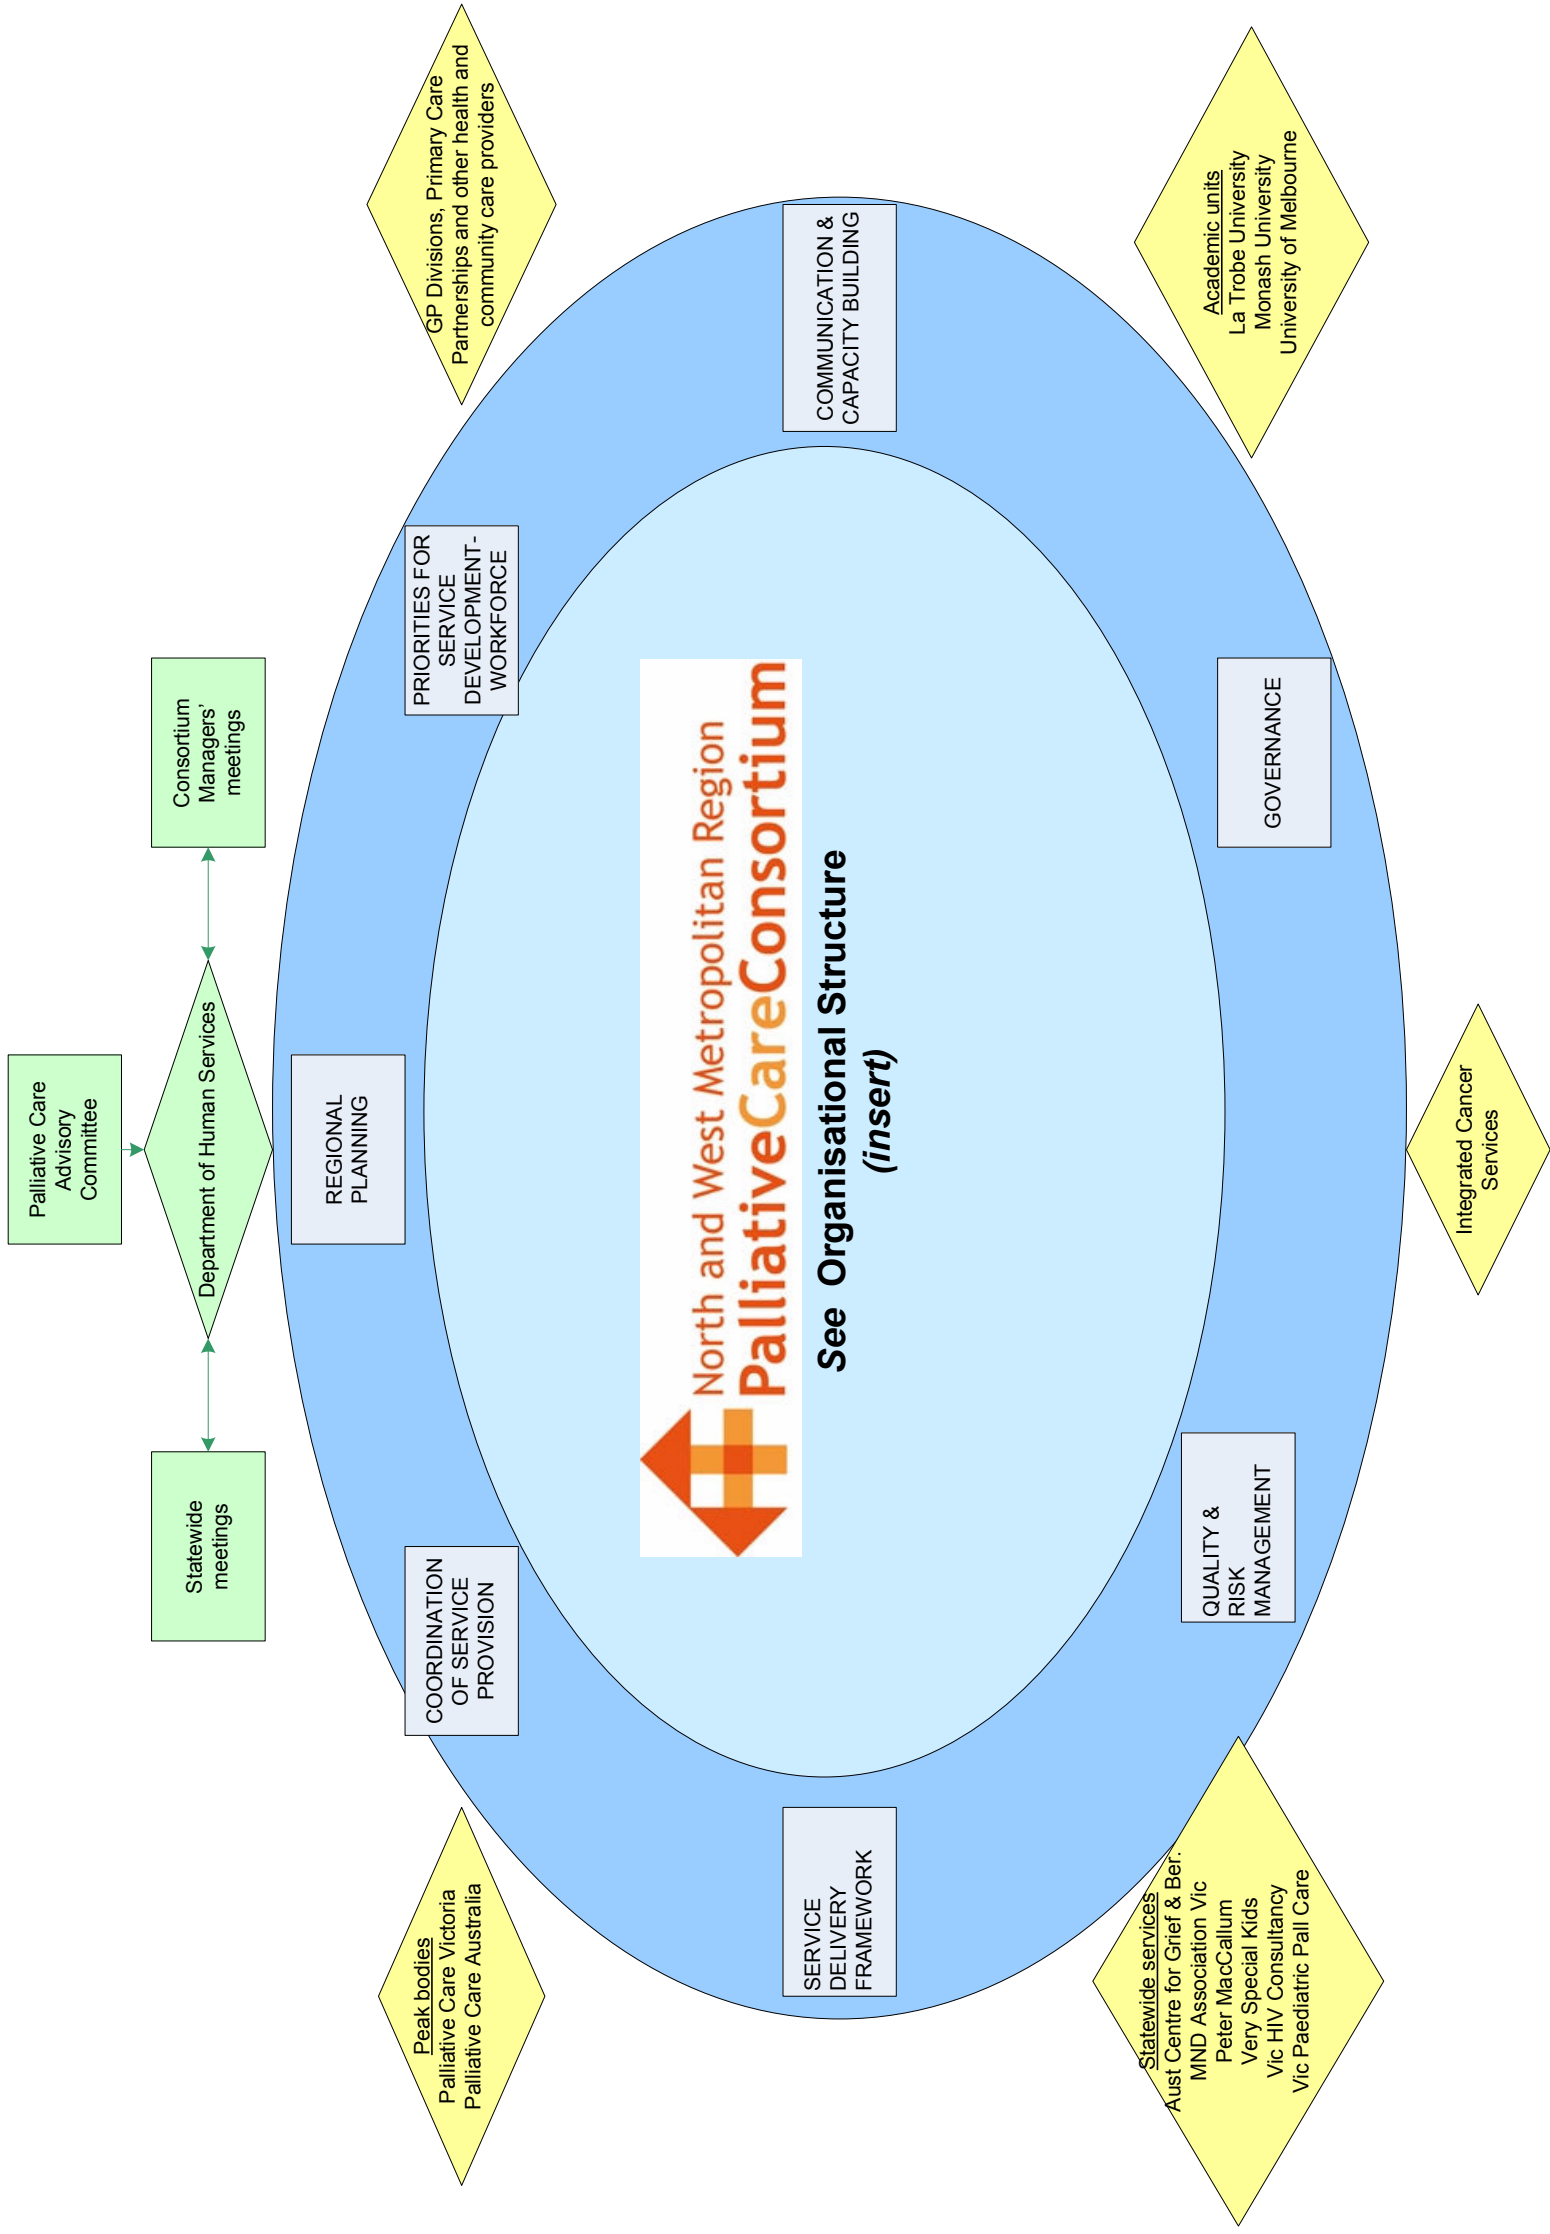 Palliative Care
Advisory
Committee
Statewide
meetings
Department of Human Services
Consortium
Managers’
meetings
REGIONAL
PLANNING
Peak bodies
Palliative Care Victoria
Palliative Care Australia
COORDINATION
OF SERVICE
PROVISION
PRIORITIES FOR
SERVICE
DEVELOPMENT-
WORKFORCE
GP Divisions, Primary Care
Partnerships and other health and
community care providers
North and West Metropolitan Region
PalliativeCareConsortium
See Organisational Structure
(insert)
SERVICE
DELIVERY
FRAMEWORK
COMMUNICATION &
CAPACITY BUILDING
Statewide services
Aust Centre for Grief & Ber.
MND Association Vic
Peter MacCallum
Very Special Kids
Vic HIV Consultancy
Vic Paediatric Pall Care
QUALITY &
RISK
MANAGEMENT
GOVERNANCE
Academic units
La Trobe University
Monash University
University of Melbourne
Integrated Cancer
Services